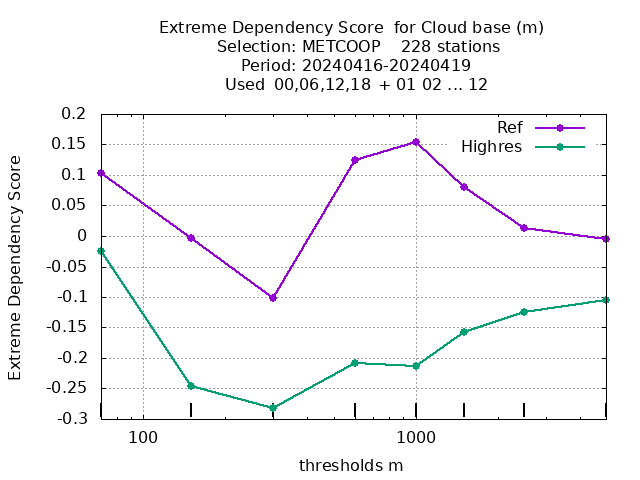 Extreme Dependency Score  for Cloud base (m)
Selection: METCOOP    228 stations
Period: 20240416-20240419
Used  00,06,12,18 + 01 02 ... 12
Ref
Highres
Extreme Dependency Score
0.2
0.15
0.1
0.05
0
-0.05
-0.1
-0.15
-0.2
-0.25
-0.3
100
1000
thresholds m